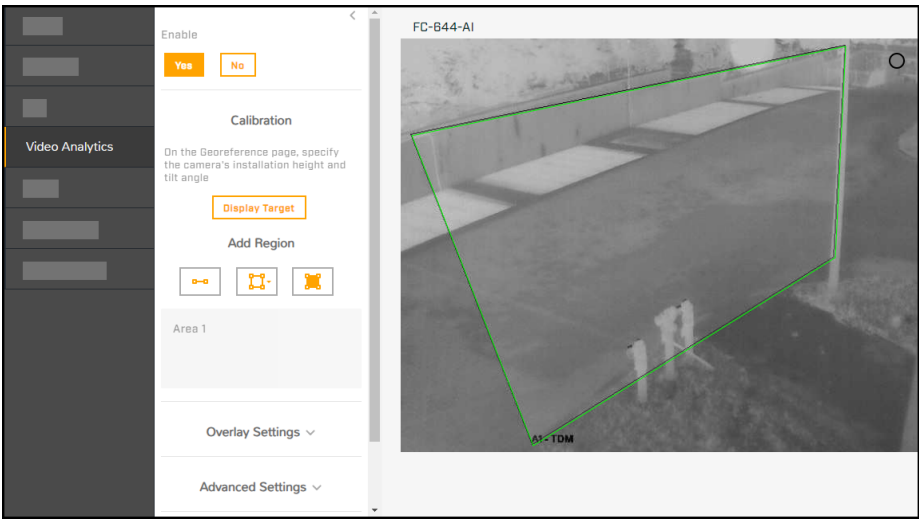 FC-644-AI
Enable
Yes
No
Calibration
On the Georeference page, specify
the camera's installation height and
tilt angle
Display Target
Add Region
Area 1
Overlay Settings
Advanced Settings
Video Analytics
A1 - TDM